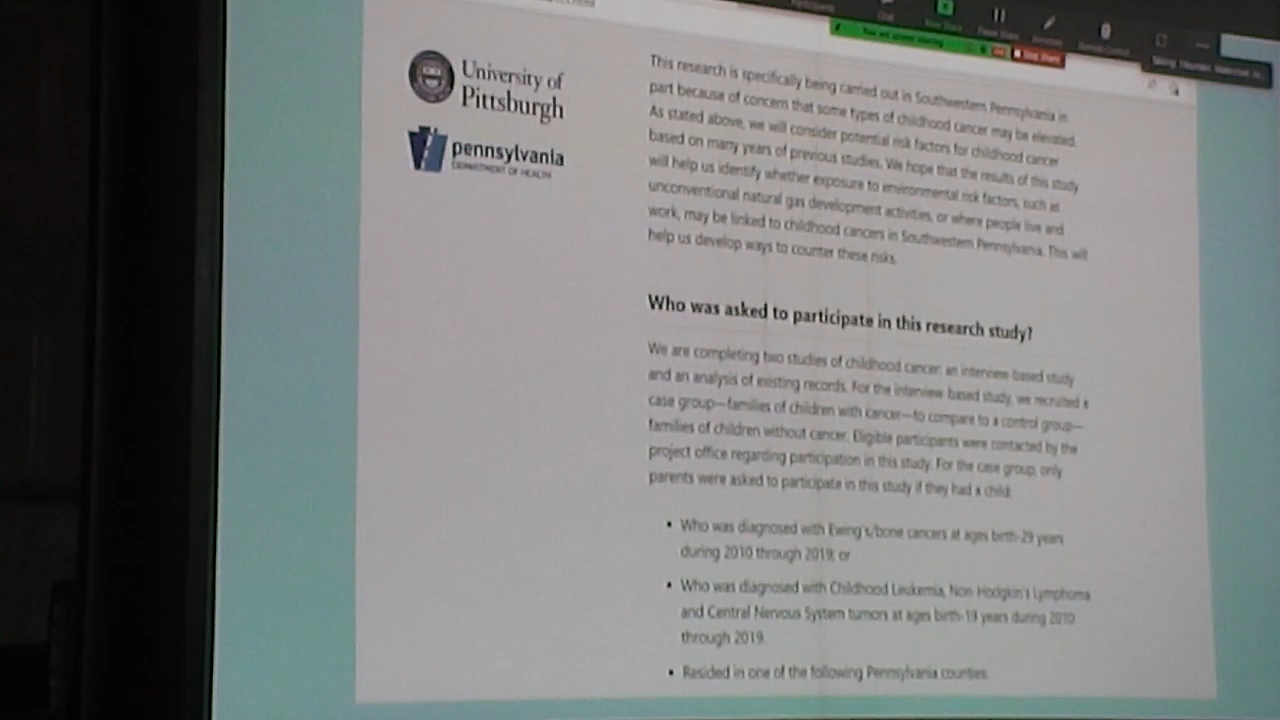 You are screen sharing
Stop Share
University of
Pittsburgh
pennsylvania
DEPARTMENT OF HEALTH
This research is specifically being carried out in Southwestern Pennsylvania in
part because of concern that some types of childhood cancer may be elevated.
As stated above, we will consider potential risk factors for childhood cancer
based on many years of previous studies. We hope that the results of this study
will help us identify whether exposure to environmental risk factors, such as
unconventional natural gas development activities, or where people live and
work, may be linked to childhood cancers in Southwestern Pennsylvania. This will
help us develop ways to counter these risks.
Who was asked to participate in this research study?
We are completing two studies of childhood cancer: an interview-based study
and an analysis of existing records. For the interview-based study, we recruited a
case group—families of children with cancer—to compare to a control group—
families of children without cancer. Eligible participants were contacted by the
project office regarding participation in this study. For the case group, only
parents were asked to participate in this study if they had a child:
• Who was diagnosed with Ewing's/bone cancers at ages birth-29 years
during 2010 through 2019; or
• Who was diagnosed with Childhood Leukemia, Non-Hodgkin's Lymphoma
and Central Nervous System tumors at ages birth-19 years during 2010
through 2019.
• Resided in one of the following Pennsylvania counties: